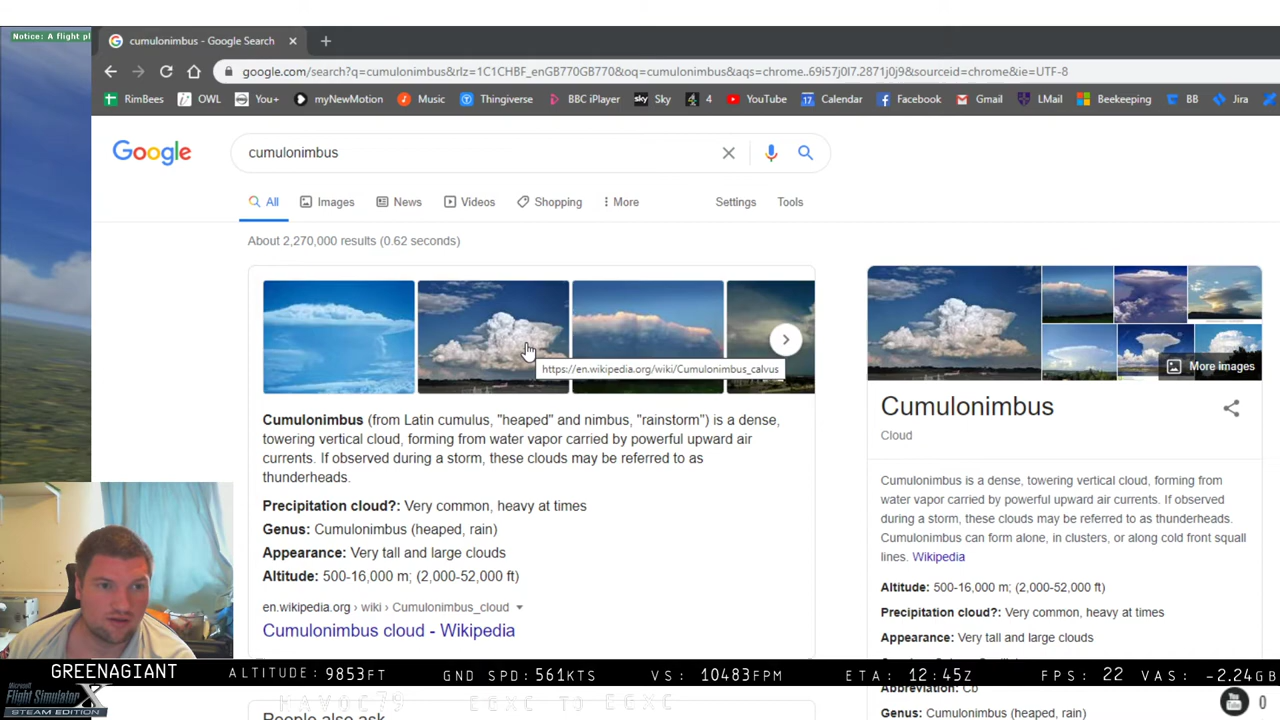 Notice: A flight pl
cumulonimbus - Google Search
google.com/search?q=cumulonimbus&rlz=1C1CHBF_enGB770GB770&oq=cumulonimbus&aqs=chrome..69i57j0l7.2871j0j9&sourceid=chrome&ie=UTF-8
RimBees OWL You+ myNewMotion Music Thingiverse BBC iPlayer sky Sky 4 4 YouTube 17 Calendar Facebook Gmail LMail Beekeeping BB Jira
Google
cumulonimbus
All Images News Videos Shopping More Settings Tools
About 2,270,000 results (0.62 seconds)
https://en.wikipedia.org/wiki/Cumulonimbus_calvus
Cumulonimbus (from Latin cumulus, "heaped" and nimbus, "rainstorm") is a dense,
towering vertical cloud, forming from water vapor carried by powerful upward air
currents. If observed during a storm, these clouds may be referred to as
thunderheads.
Precipitation cloud?: Very common, heavy at times
Genus: Cumulonimbus (heaped, rain)
Appearance: Very tall and large clouds
Altitude: 500-16,000 m; (2,000-52,000 ft)
en.wikipedia.org › wiki › Cumulonimbus_cloud
Cumulonimbus cloud - Wikipedia
More images
Cumulonimbus
Cloud
Cumulonimbus is a dense, towering vertical cloud, forming from
water vapor carried by powerful upward air currents. If observed
during a storm, these clouds may be referred to as thunderheads.
Cumulonimbus can form alone, in clusters, or along cold front squall
lines. Wikipedia
Altitude: 500-16,000 m; (2,000-52,000 ft)
Precipitation cloud?: Very common, heavy at times
Appearance: Very tall and large clouds
GREENAGIANT ALTITUDE: 9853FT GND SPD: 561KTS VS: 10483FPM ETA: 12:45Z FPS: 22 VAS: -2.24GB
Microsoft
Flight Simulator X
STEAM EDITION
HAVOC79
Abbreviation: Cb
Genus: Cumulonimbus (heaped, rain)
People also ask
You Tube 0